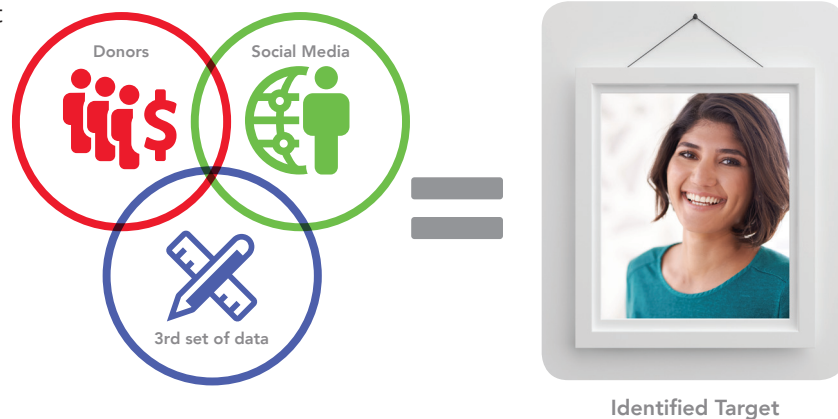 t
Donors
Social Media
3rd set of data
Identified Target